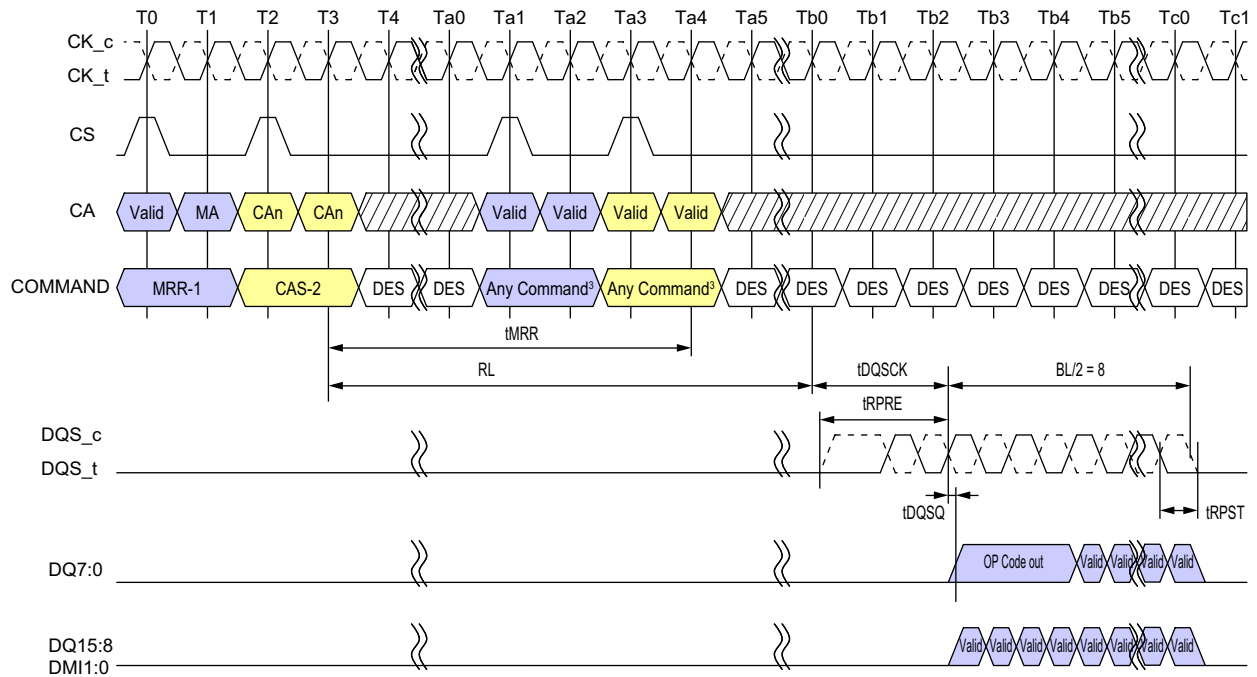 T0 T1 T2 T3 T4 Ta0 Ta1 Ta2 Ta3 Ta4 Ta5 Tb0 Tb1 Tb2 Tb3 Tb4 Tb5 Tc0 Tc1
CK_c
CK_t
CS
CA Valid MA CAn CAn Valid Valid Valid Valid
COMMAND MRR-1 CAS-2 DES DES Any Command³ Any Command³ DES DES DES DES DES DES DES DES DES
tMRR
RL tDQSCK BL/2 = 8
tRPRE
DQS_c
DQS_t
tDQSQ tRPST
DQ7:0 OP Code out Valid Valid Valid Valid
DQ15:8 Valid Valid Valid Valid Valid Valid Valid Valid
DMI1:0